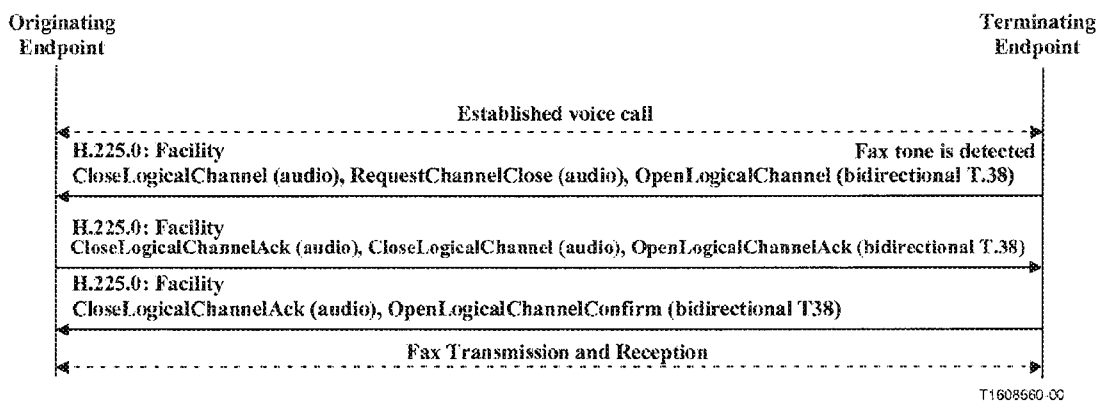 Originating Endpoint
Terminating Endpoint
Established voice call
H.225.0: Facility
Fax tone is detected
CloseLogicalChannel (audio), RequestChannelClose (audio), OpenLogicalChannel (bidirectional T.38)
H.225.0: Facility
CloseLogicalChannelAck (audio), CloseLogicalChannel (audio), OpenLogicalChannelAck (bidirectional T.38)
H.225.0: Facility
CloseLogicalChannelAck (audio), OpenLogicalChannelConfirm (bidirectional T38)
Fax Transmission and Reception
T1608560-00